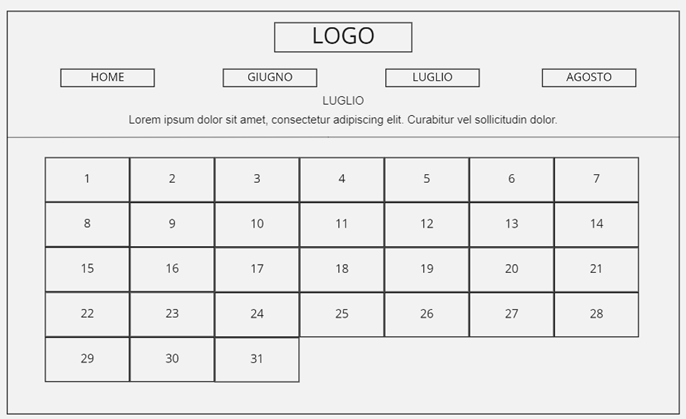 LOGO
HOME GIUGNO LUGLIO AGOSTO
LUGLIO
Lorem ipsum dolor sit amet, consectetur adipiscing elit. Curabitur vel sollicitudin dolor.
1 2 3 4 5 6 7
8 9 10 11 12 13 14
15 16 17 18 19 20 21
22 23 24 25 26 27 28
29 30 31